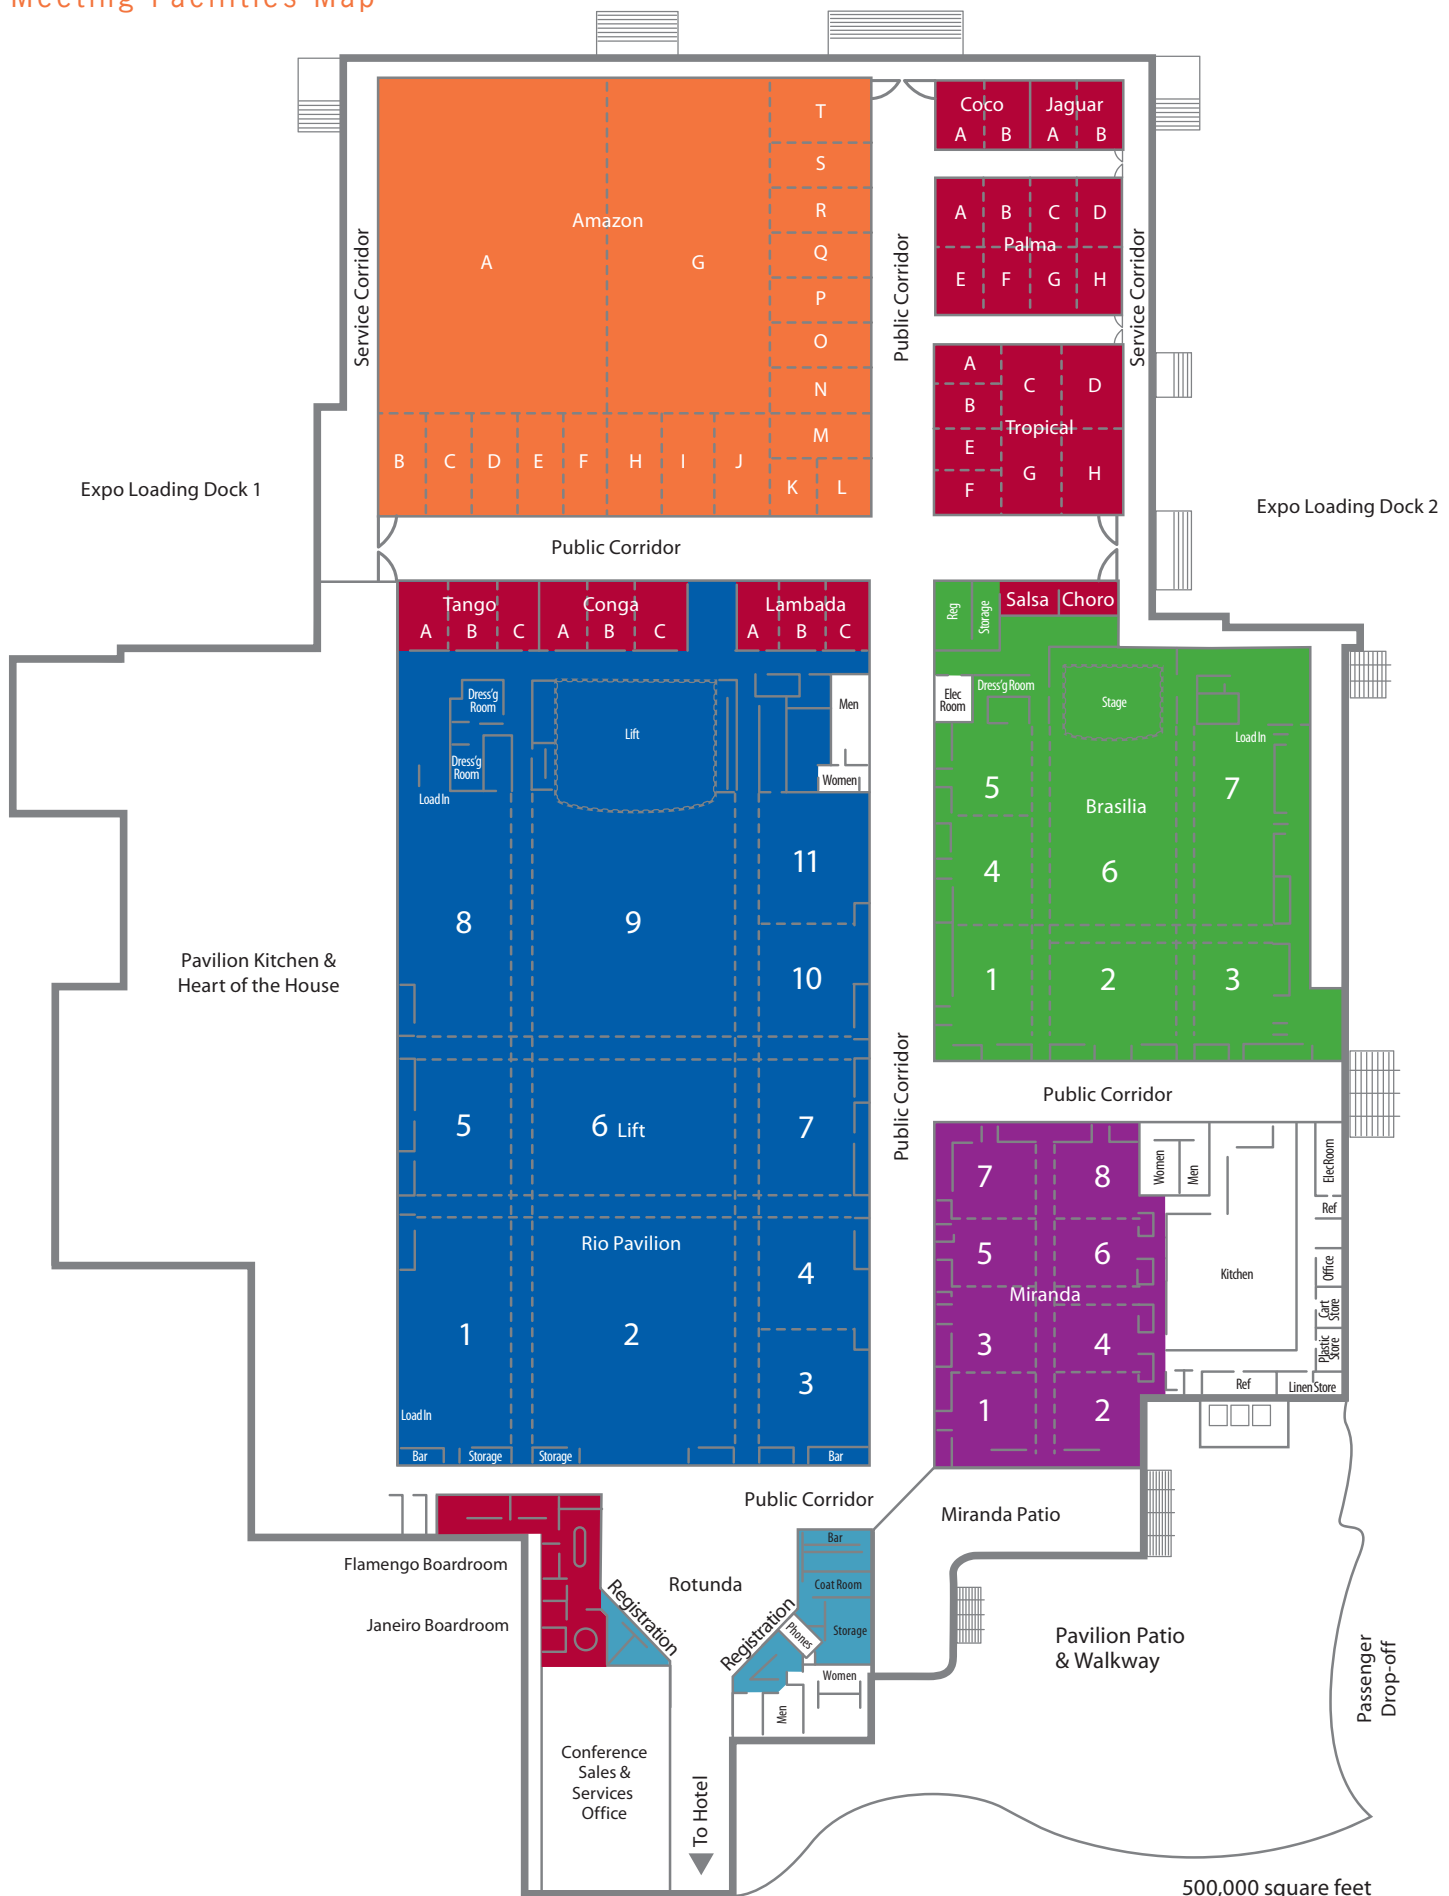 Meeting Facilities Map
Coco
A B
Jaguar
A B
T
S
R
Q
P
O
N
M
K L
Amazon
A
G
B C D E F H I J
A B C D
Palma
E F G H
A
B
C
D
Tropical
E
F
G
H
Service Corridor
Public Corridor
Service Corridor
Expo Loading Dock 1
Expo Loading Dock 2
Public Corridor
Tango
A B C
Conga
A B C
Lambada
A B C
Reg
Storage
Salsa
Choro
Dress'g
Room
Dress'g
Room
Load In
Lift
Men
Women
Elec
Room
Dress'g Room
Stage
Load In
5
Brasilia
7
4
6
1
2
3
11
8
9
10
Pavilion Kitchen &
Heart of the House
Public Corridor
Public Corridor
5
6 Lift
7
Rio Pavilion
4
1
2
3
Load In
Bar
Storage
Storage
Bar
7
8
5
6
Miranda
3
4
1
2
Women
Men
Kitchen
ElecRoom
Ref
Office
Cart
Store
Plastic
Store
Ref
Linen Store
Public Corridor
Miranda Patio
Flamengo Boardroom
Janeiro Boardroom
Rotunda
Registration
Registration
Bar
Coat Room
Phones
Storage
Women
Men
Pavilion Patio
& Walkway
Passenger
Drop-off
Conference
Sales &
Services
Office
To Hotel
500,000 square feet